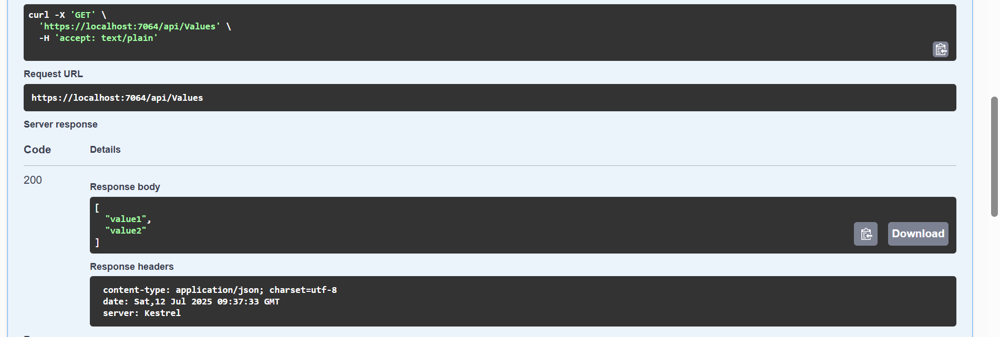 curl -X 'GET' \
  'https://localhost:7064/api/Values' \
  -H 'accept: text/plain'
Request URL
https://localhost:7064/api/Values
Server response
Code Details
200
Response body
[
  "value1",
  "value2"
]
Download
Response headers
content-type: application/json; charset=utf-8
date: Sat,12 Jul 2025 09:37:33 GMT
server: Kestrel